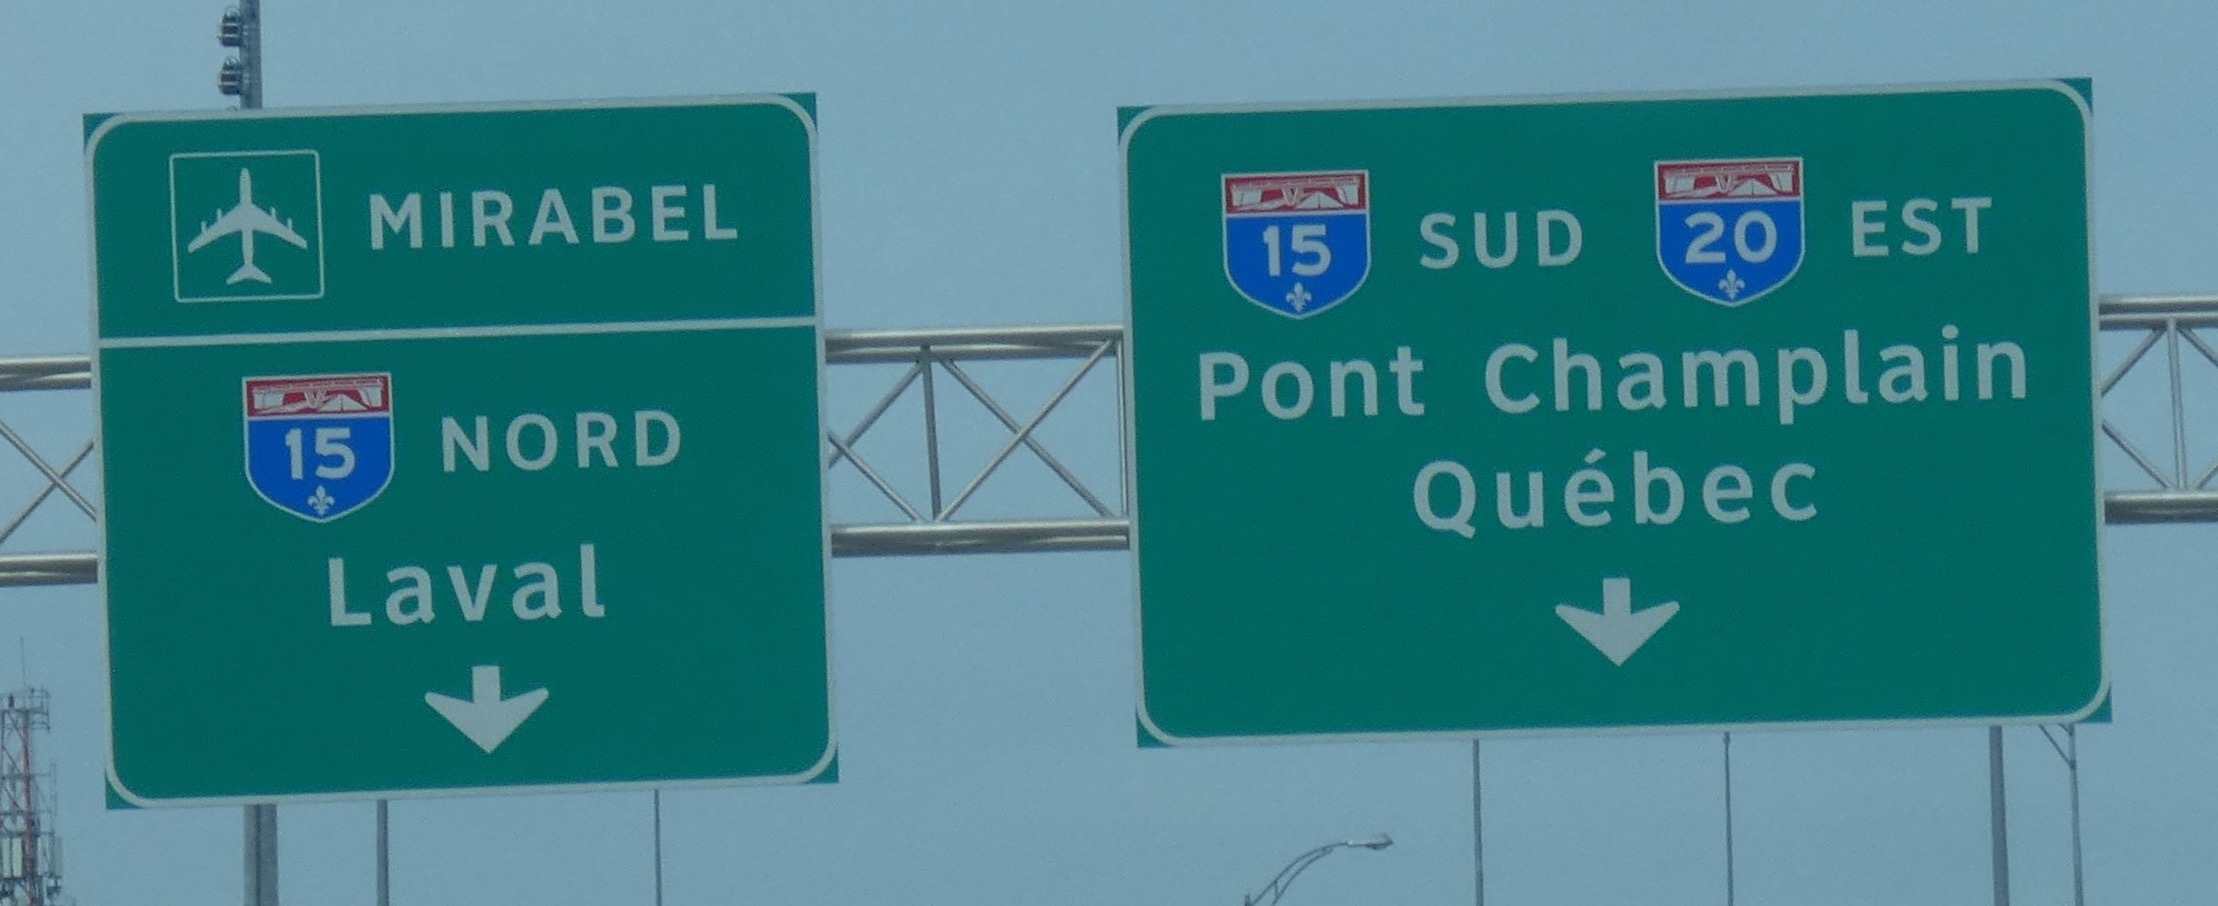 MIRABEL
15 NORD
Laval
15 SUD 20 EST
Pont Champlain
Québec